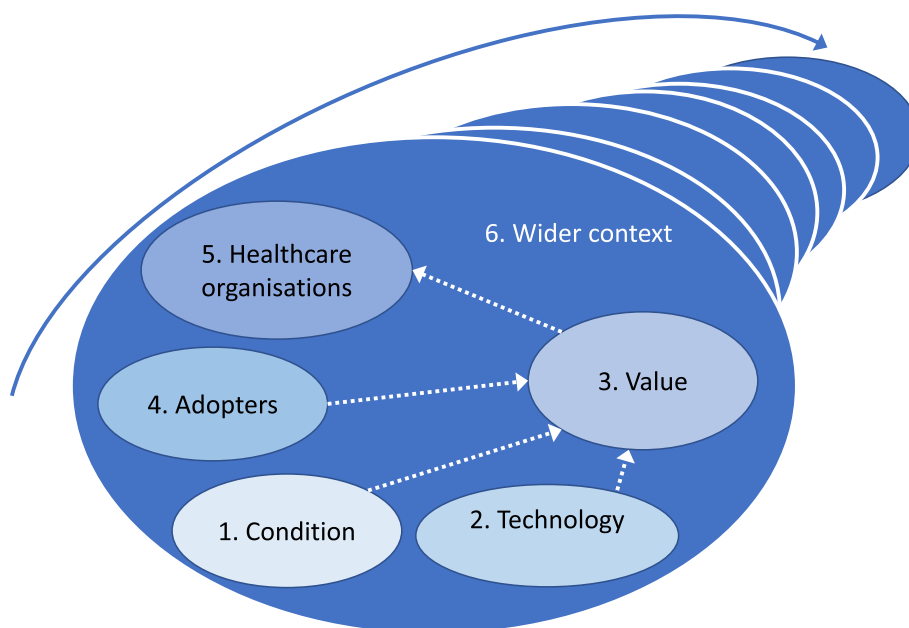 6. Wider context
5. Healthcare
organisations
3. Value
4. Adopters
2. Technology
1. Condition